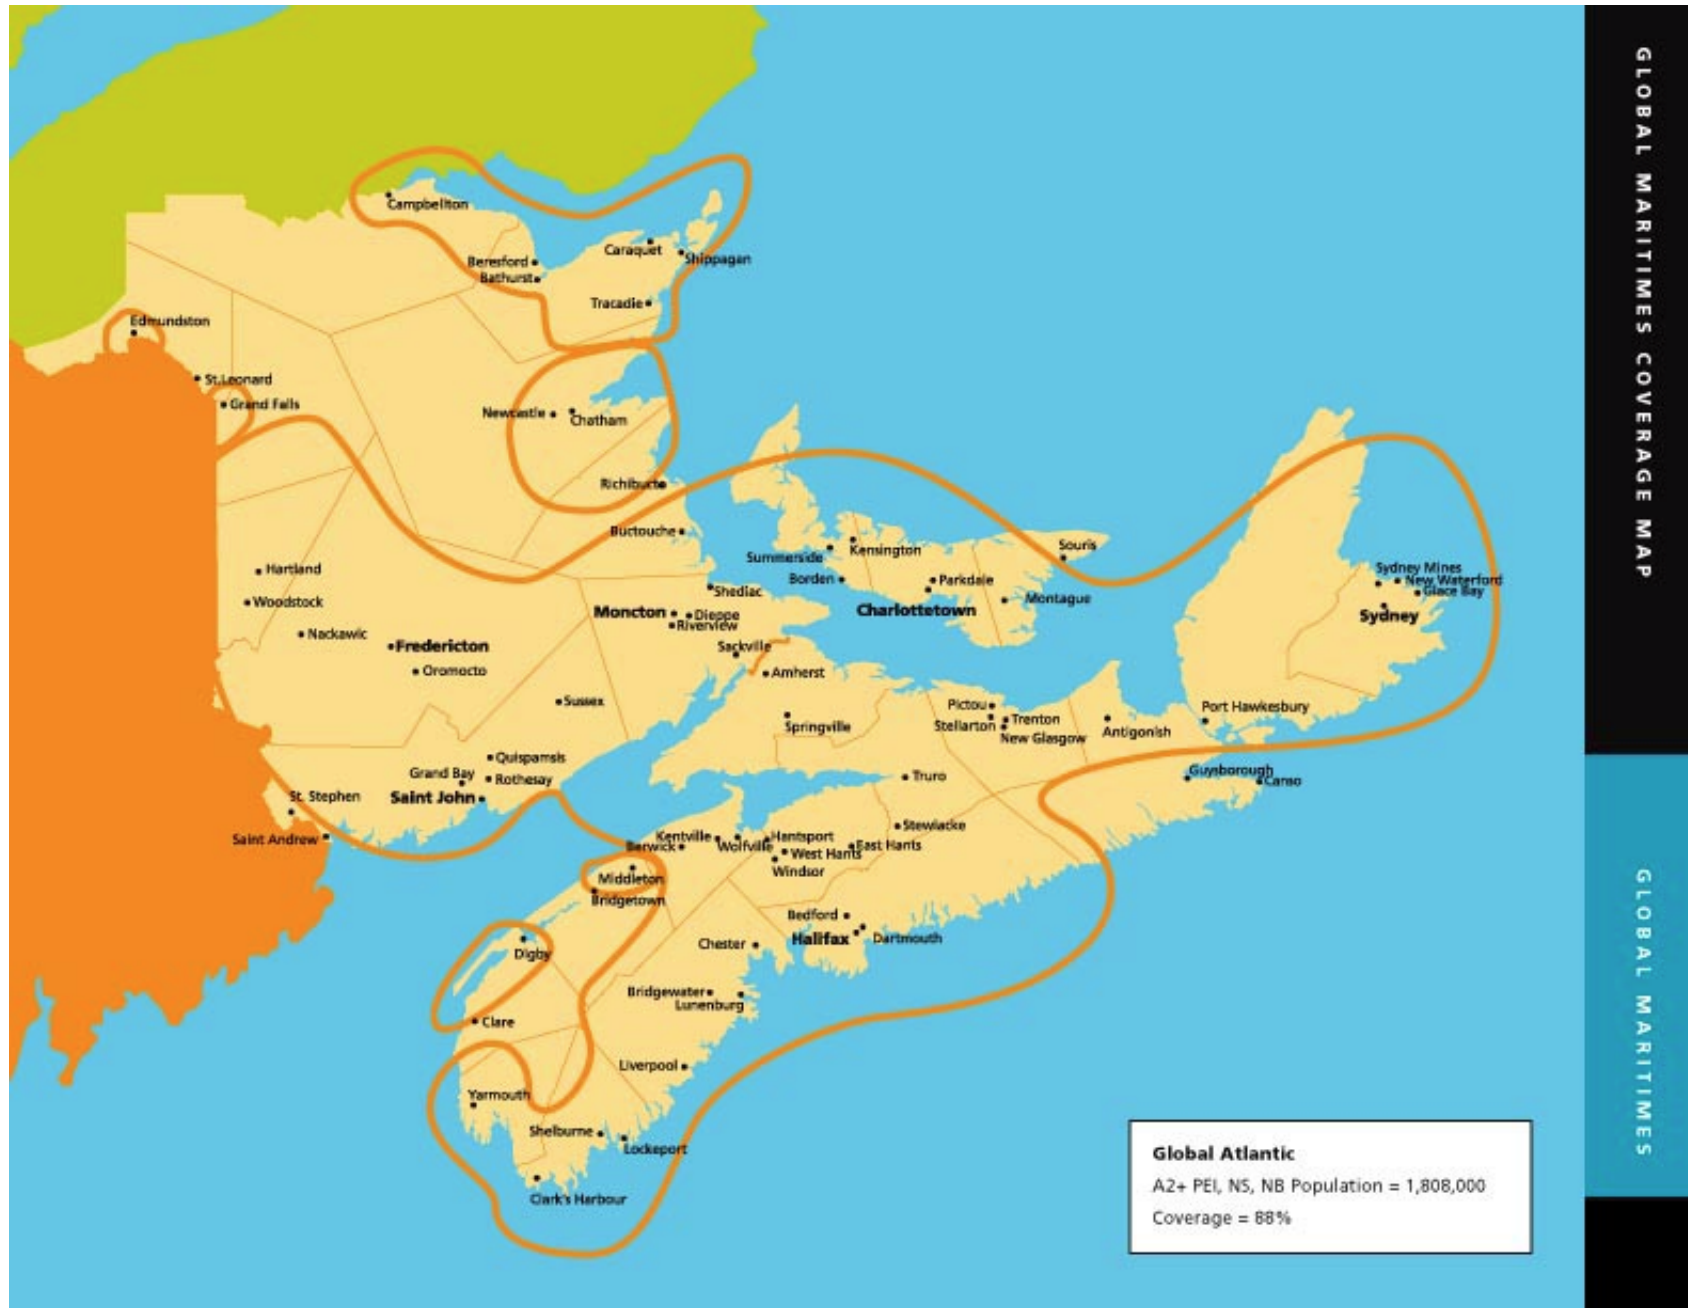 GLOBAL MARITIMES COVERAGE MAP
GLOBAL MARITIMES
Campbellton
Caraquet
Beresford
Shippagan
Bathurst
Tracadie
Edmundston
St.Leonard
Grand Falls
Newcastle
Chatham
Richibucto
Buctouche
Kensington
Souris
Summerside
Hartland
Borden
Parkdale
Sydney Mines
New Waterford
Glace Bay
Shediac
Woodstock
Moncton
Dieppe
Charlottetown
Montague
Riverview
Sydney
Nackawic
Fredericton
Sackville
Oromocto
Amherst
Sussex
Pictou
Port Hawkesbury
Springville
Stellarton
Trenton
New Glasgow
Antigonish
Quispamsis
Grand Bay
Rothesay
Truro
Guysborough
Canso
St. Stephen
Saint John
Saint Andrew
Kentville
Hantsport
Stewiacke
Berwick
Wolfville
West Hants
East Hants
Windsor
Middleton
Bridgetown
Bedford
Halifax
Dartmouth
Chester
Digby
Bridgewater
Lunenburg
Clare
Liverpool
Yarmouth
Shelburne
Lockeport
Clark's Harbour
Global Atlantic
A2+ PEI, NS, NB Population = 1,808,000
Coverage = 88%